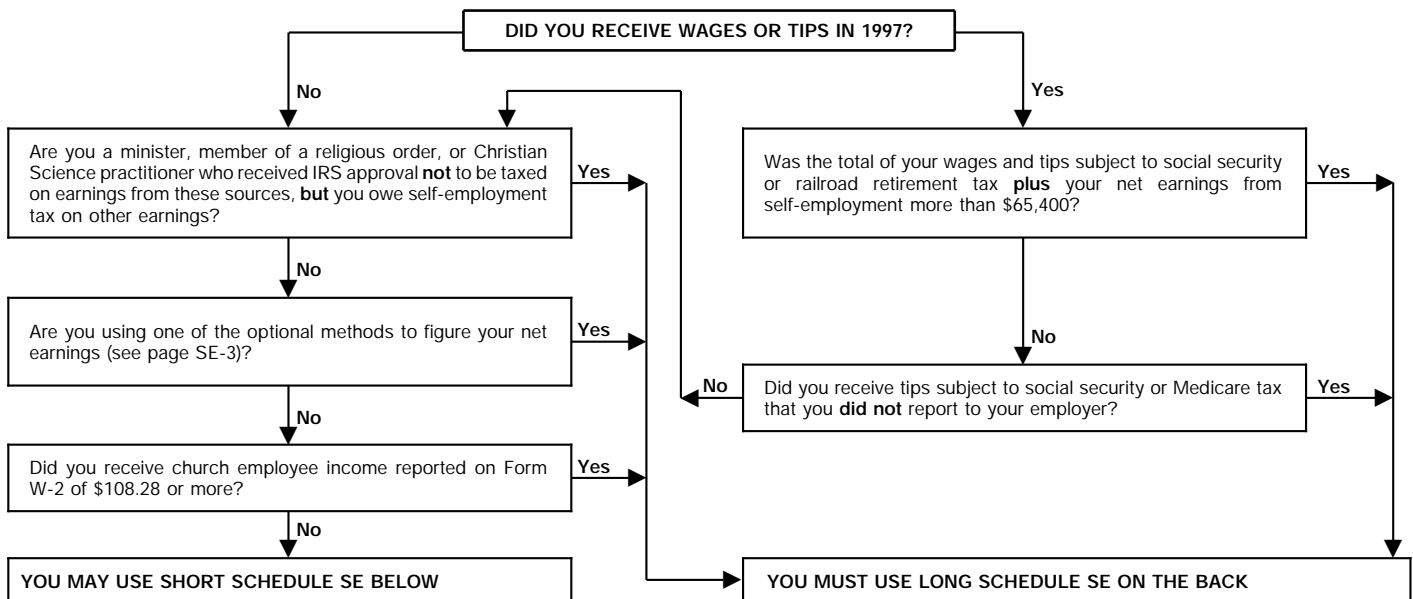 DID YOU RECEIVE WAGES OR TIPS IN 1997?
No
Yes
Are you a minister, member of a religious order, or Christian
Science practitioner who received IRS approval not to be taxed
on earnings from these sources, but you owe self-employment
tax on other earnings?
Yes
Was the total of your wages and tips subject to social security
or railroad retirement tax plus your net earnings from
self-employment more than $65,400?
Yes
No
Are you using one of the optional methods to figure your net
earnings (see page SE-3)?
Yes
No
No
Did you receive tips subject to social security or Medicare tax
that you did not report to your employer?
Yes
No
Did you receive church employee income reported on Form
W-2 of $108.28 or more?
Yes
No
YOU MAY USE SHORT SCHEDULE SE BELOW
YOU MUST USE LONG SCHEDULE SE ON THE BACK